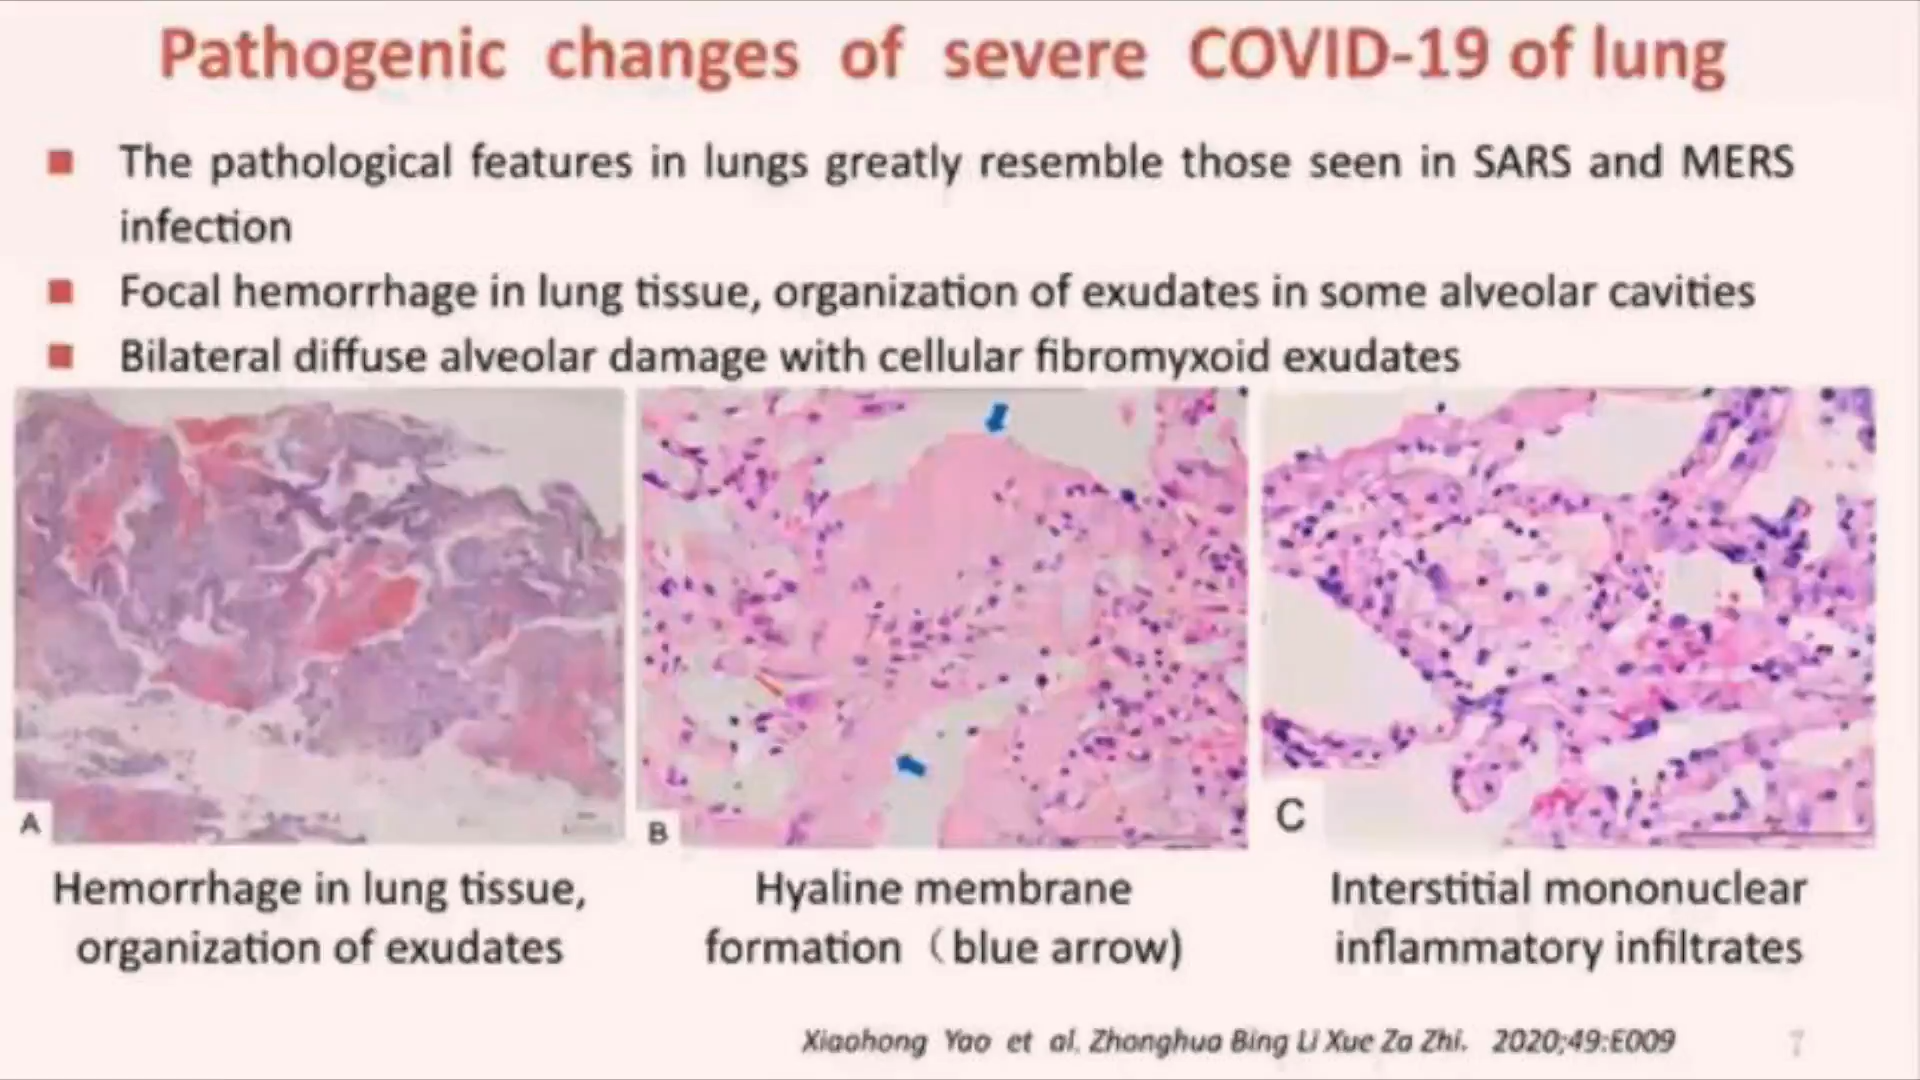 Pathogenic changes of severe COVID-19 of lung
The pathological features in lungs greatly resemble those seen in SARS and MERS
infection
Focal hemorrhage in lung tissue, organization of exudates in some alveolar cavities
Bilateral diffuse alveolar damage with cellular fibromyxoid exudates
A
B
C
Hemorrhage in lung tissue,
organization of exudates
Hyaline membrane
formation（blue arrow)
Interstitial mononuclear
inflammatory infiltrates
Xiaohong Yao et al. Zhonghua Bing Li Xue Za Zhi. 2020;49:E009
7